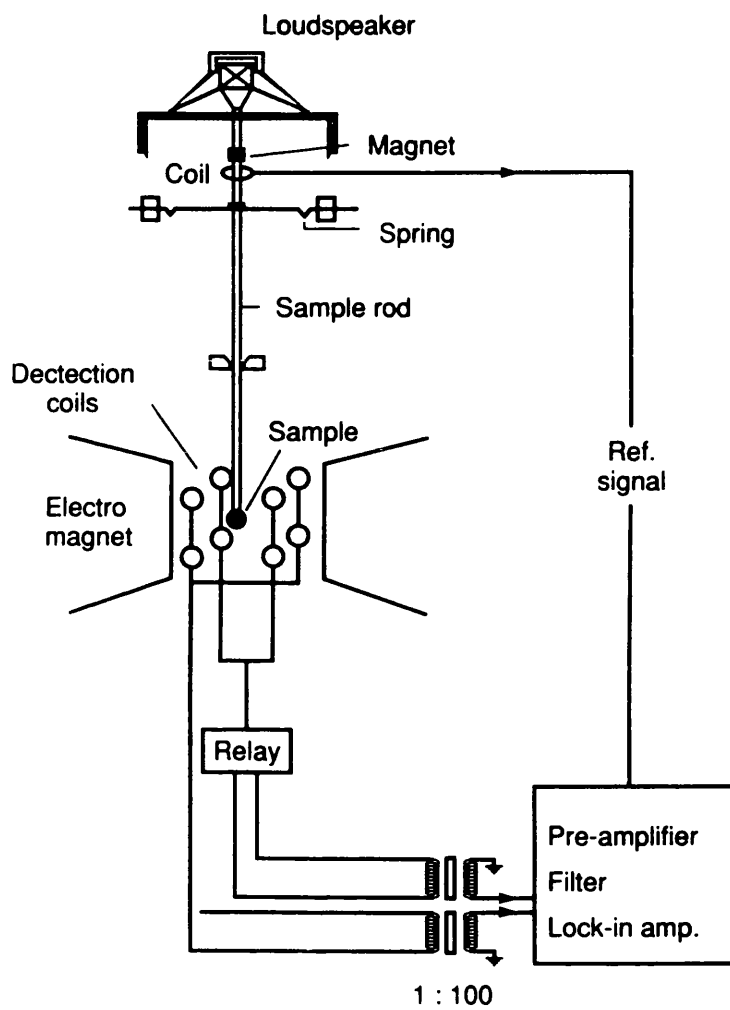 Loudspeaker
Magnet
Coil
Spring
Sample rod
Dectection
coils
Sample
Electro
magnet
Ref.
signal
Relay
Pre-amplifier
Filter
Lock-in amp.
1 : 100